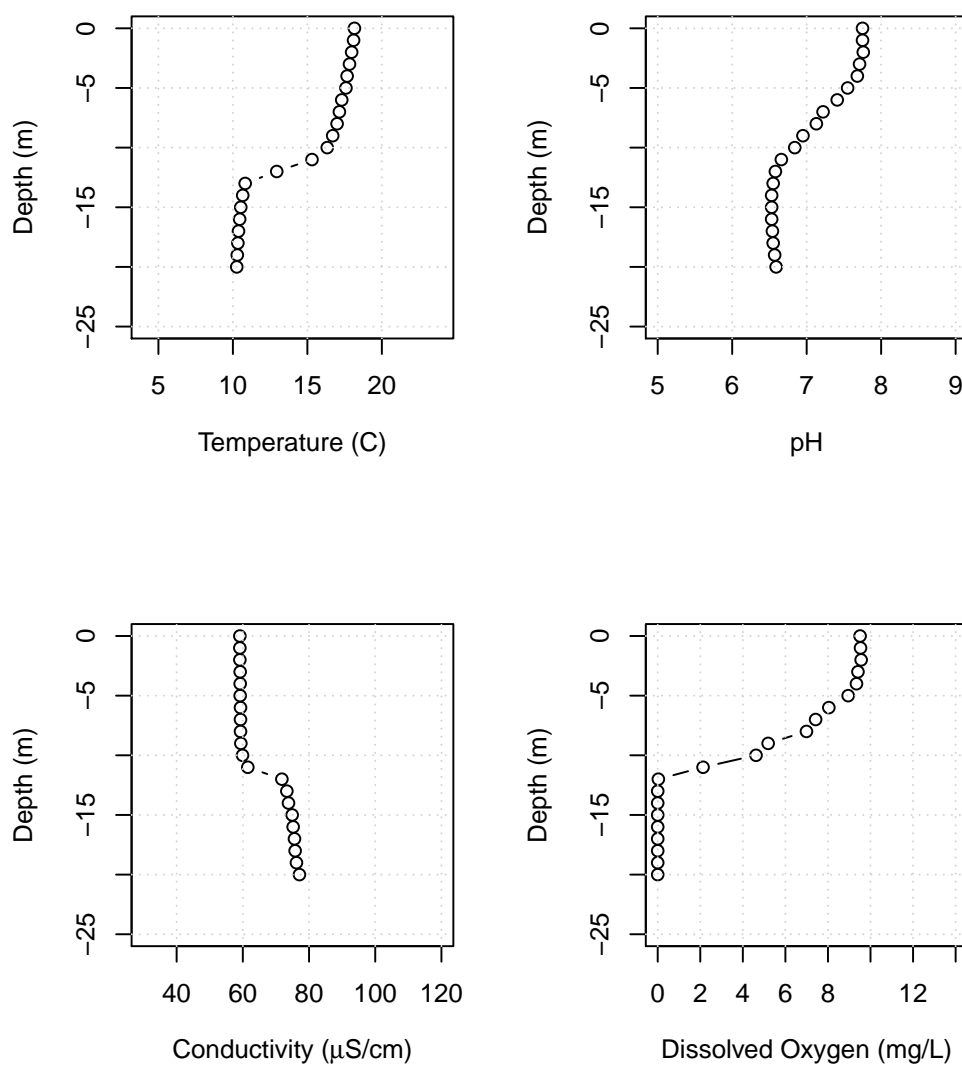 0
−5
−15
−25
Depth (m)
5 10 15 20
Temperature (C)
0
−5
−15
−25
Depth (m)
5 6 7 8 9
pH
0
−5
−15
−25
Depth (m)
40 60 80 100 120
Conductivity (µS/cm)
0
−5
−15
−25
Depth (m)
0 2 4 6 8 12
Dissolved Oxygen (mg/L)